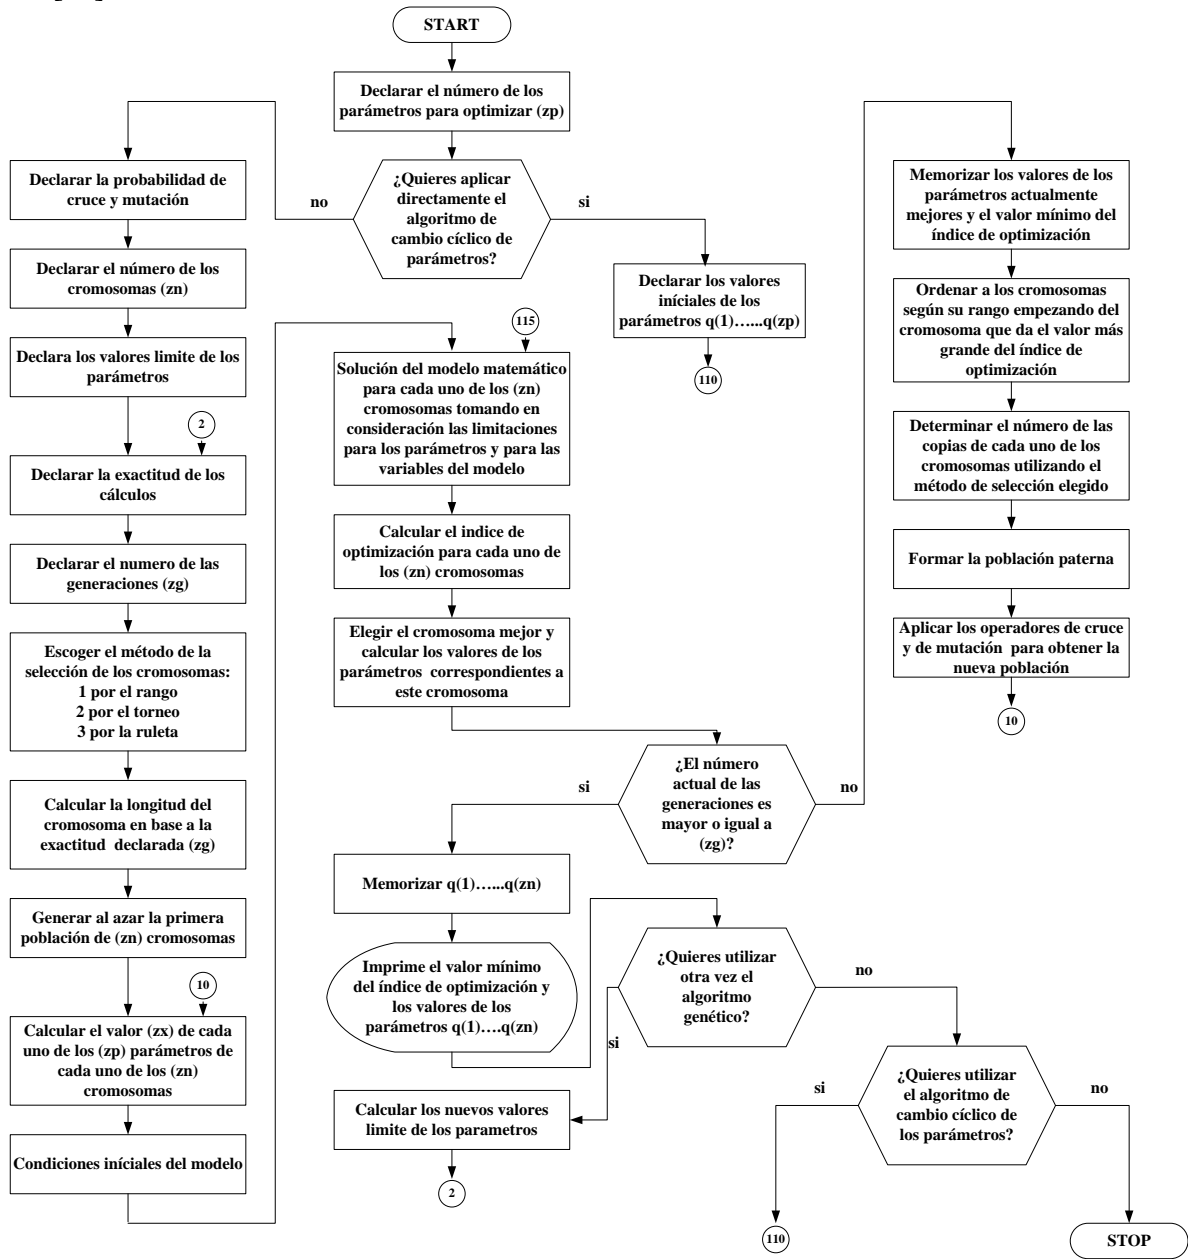 START
Declarar el número de los
parámetros para optimizar (zp)
¿Quieres aplicar
directamente el
algoritmo de
cambio cíclico de
parámetros?
no
si
Declarar la probabilidad de
cruce y mutación
Declarar el número de los
cromosomas (zn)
Declara los valores limite de los
parámetros
2
Declarar la exactitud de los
cálculos
Declarar el numero de las
generaciones (zg)
Escoger el método de la
selección de los cromosomas:
1 por el rango
2 por el torneo
3 por la ruleta
Calcular la longitud del
cromosoma en base a la
exactitud declarada (zg)
Generar al azar la primera
población de (zn) cromosomas
10
Calcular el valor (zx) de cada
uno de los (zp) parámetros de
cada uno de los (zn)
cromosomas
Condiciones iníciales del modelo
Declarar los valores
iníciales de los
parámetros q(1)…...q(zp)
110
115
Solución del modelo matemático
para cada uno de los (zn)
cromosomas tomando en
consideración las limitaciones
para los parámetros y para las
variables del modelo
Calcular el indice de
optimización para cada uno de
los (zn) cromosomas
Elegir el cromosoma mejor y
calcular los valores de los
parámetros correspondientes a
este cromosoma
¿El número
actual de las
generaciones es
mayor o igual a
(zg)?
si
no
Memorizar q(1)…...q(zn)
Imprime el valor mínimo
del índice de optimización y
los valores de los
parámetros q(1)….q(zn)
¿Quieres utilizar
otra vez el
algoritmo
genético?
si
no
Calcular los nuevos valores
limite de los parametros
2
¿Quieres utilizar
el algoritmo de
cambio cíclico de
los parámetros?
si
no
110
STOP
Memorizar los valores de los
parámetros actualmente
mejores y el valor mínimo del
índice de optimización
Ordenar a los cromosomas
según su rango empezando del
cromosoma que da el valor más
grande del índice de
optimización
Determinar el número de las
copias de cada uno de los
cromosomas utilizando el
método de selección elegido
Formar la población paterna
Aplicar los operadores de cruce
y de mutación para obtener la
nueva población
10